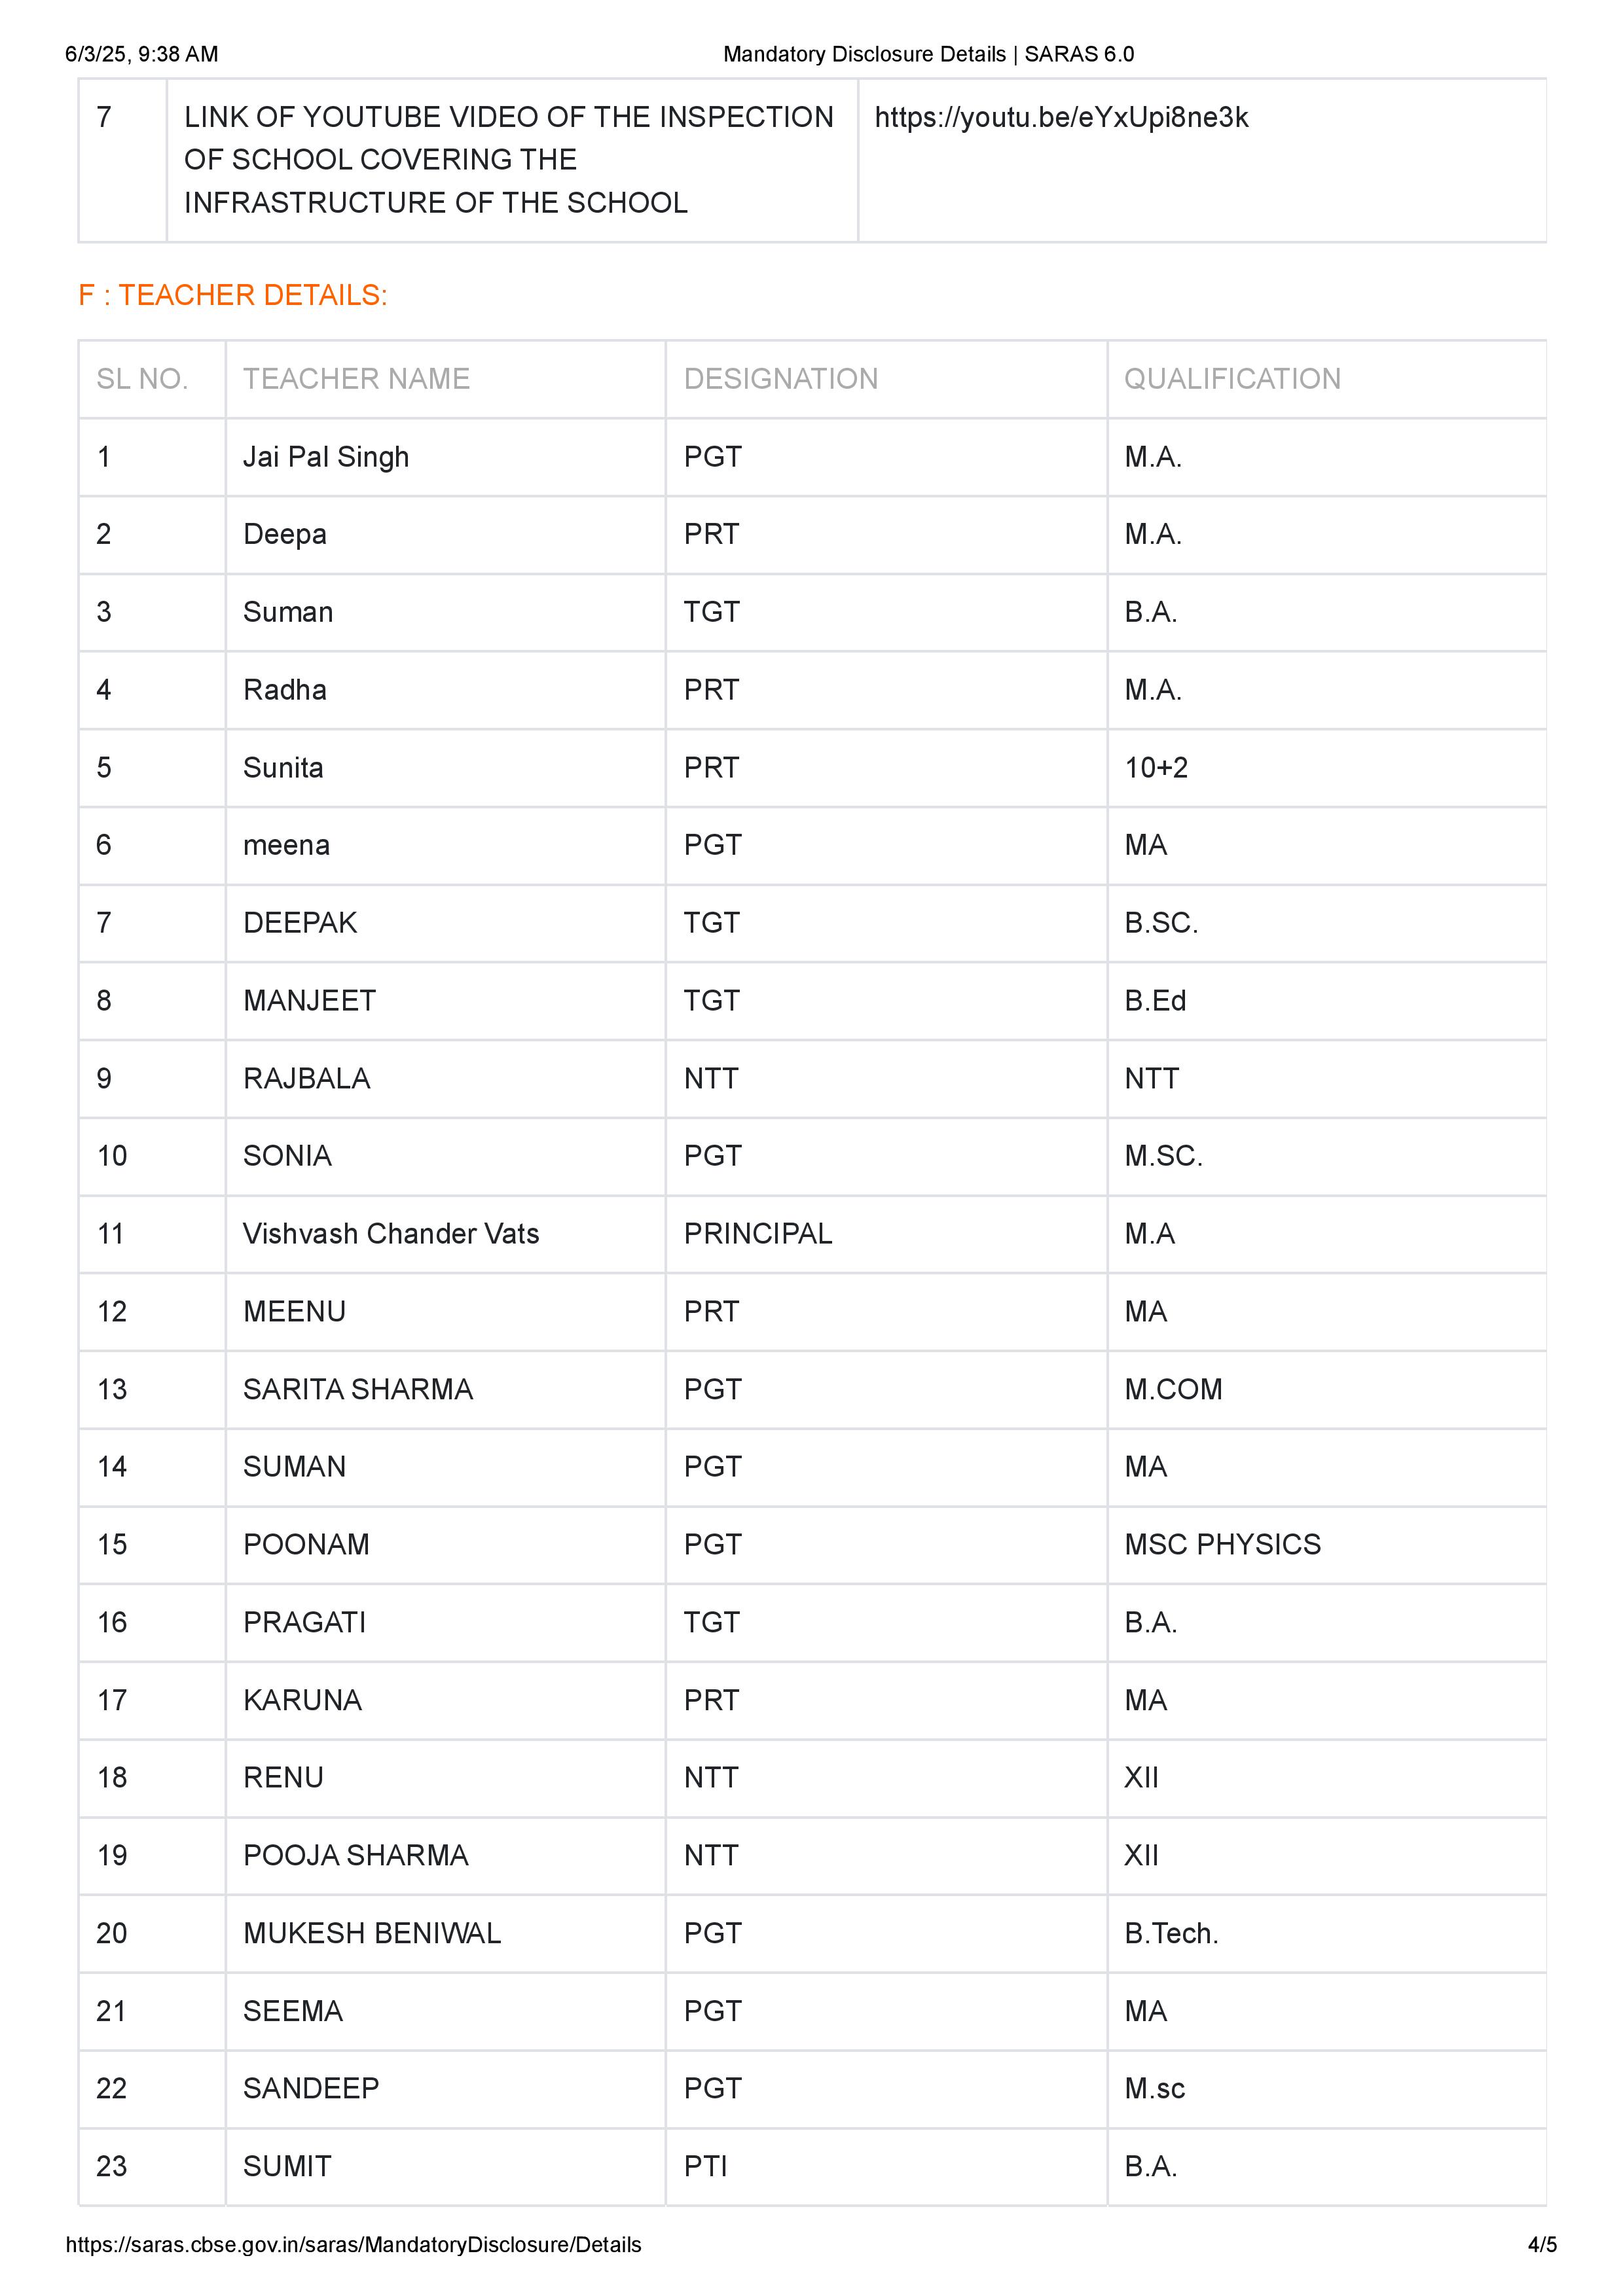 6/3/25, 9:38 AM Mandatory Disclosure Details | SARAS 6.0
7 LINK OF YOUTUBE VIDEO OF THE INSPECTION https://youtu.be/eYxUpi8ne3k
OF SCHOOL COVERING THE
INFRASTRUCTURE OF THE SCHOOL
F : TEACHER DETAILS:
SL NO. TEACHER NAME DESIGNATION QUALIFICATION
1 Jai Pal Singh PGT M.A.
2 Deepa PRT M.A.
3 Suman TGT B.A.
4 Radha PRT M.A.
5 Sunita PRT 10+2
6 meena PGT MA
7 DEEPAK TGT B.SC.
8 MANJEET TGT B.Ed
9 RAJBALA NTT NTT
10 SONIA PGT M.SC.
11 Vishvash Chander Vats PRINCIPAL M.A
12 MEENU PRT MA
13 SARITA SHARMA PGT M.COM
14 SUMAN PGT MA
15 POONAM PGT MSC PHYSICS
16 PRAGATI TGT B.A.
17 KARUNA PRT MA
18 RENU NTT XII
19 POOJA SHARMA NTT XII
20 MUKESH BENIWAL PGT B.Tech.
21 SEEMA PGT MA
22 SANDEEP PGT M.sc
23 SUMIT PTI B.A.
https://saras.cbse.gov.in/saras/MandatoryDisclosure/Details 4/5